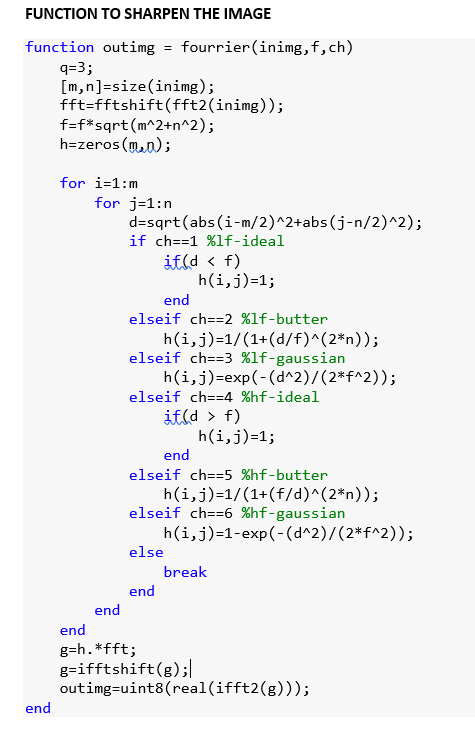 FUNCTION TO SHARPEN THE IMAGE
function outimg = fourrier(inimg,f,ch)
    q=3;
    [m,n]=size(inimg);
    fft=fftshift(fft2(inimg));
    f=f*sqrt(m^2+n^2);
    h=zeros(m,n);

    for i=1:m
        for j=1:n
            d=sqrt(abs(i-m/2)^2+abs(j-n/2)^2);
            if ch==1 %lf-ideal
                if(d < f)
                    h(i,j)=1;
                end
            elseif ch==2 %lf-butter
                h(i,j)=1/(1+(d/f)^(2*n));
            elseif ch==3 %lf-gaussian
                h(i,j)=exp(-(d^2)/(2*f^2));
            elseif ch==4 %hf-ideal
                if(d > f)
                    h(i,j)=1;
                end
            elseif ch==5 %hf-butter
                h(i,j)=1/(1+(f/d)^(2*n));
            elseif ch==6 %hf-gaussian
                h(i,j)=1-exp(-(d^2)/(2*f^2));
            else
                break
            end
        end
    end
    g=h.*fft;
    g=ifftshift(g);
    outimg=uint8(real(ifft2(g)));
end